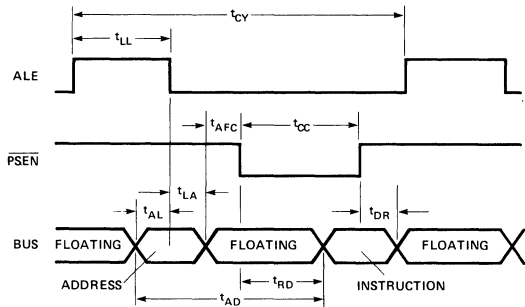 tCY
tLL
ALE
tAFC
tCC
PSEN
tLA
tAL
tDR
BUS
FLOATING
FLOATING
FLOATING
ADDRESS
tRD
INSTRUCTION
tAD